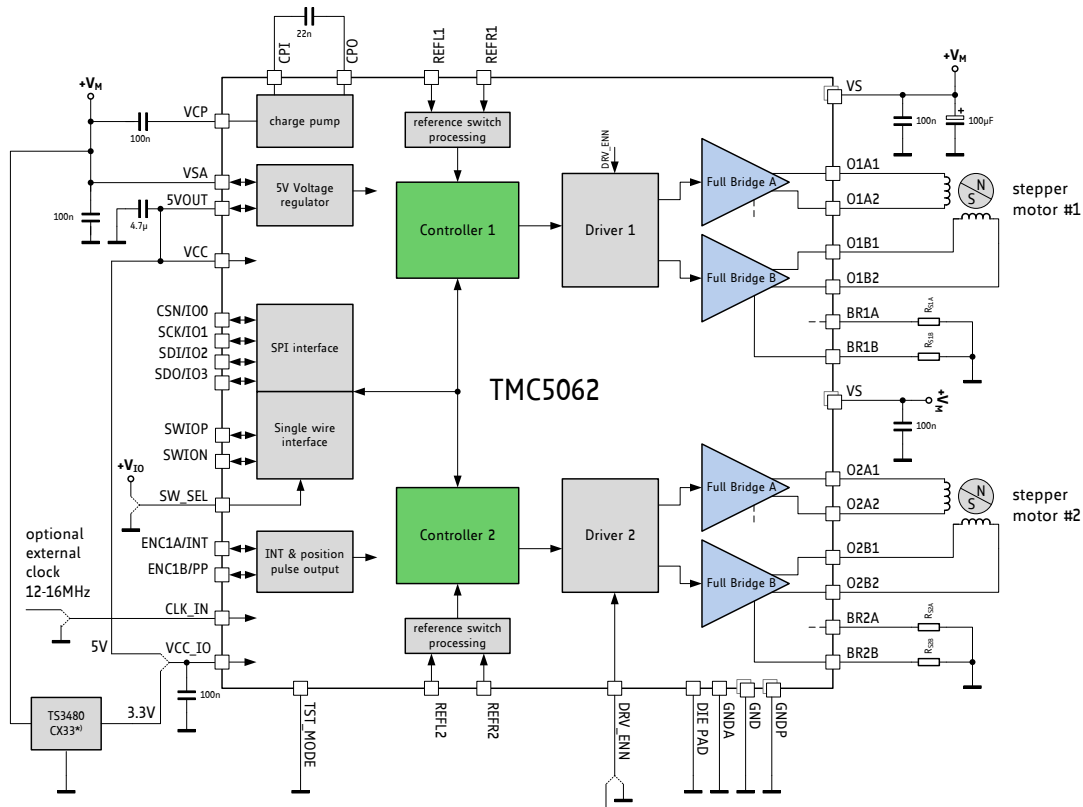 22n
CPI
CPO
REFL1
REFR1
+VM
+VM
VCP
100n
charge pump
reference switch
processing
VS
100n
+
100µF
DRV_ENN
VSA
5VOUT
100n
4.7µ
5V Voltage
regulator
Controller 1
Driver 1
Full Bridge A
O1A1
O1A2
N
S
stepper
motor #1
VCC
Full Bridge B
O1B1
O1B2
CSN/IO0
SCK/IO1
SDI/IO2
SDO/IO3
SPI interface
BR1A
RS1A
BR1B
RS1B
TMC5062
VS
+VM
100n
SWIOP
SWION
Single wire
interface
+VIO
SW_SEL
Controller 2
Driver 2
Full Bridge A
O2A1
O2A2
N
S
stepper
motor #2
optional
external
clock
12-16MHz
ENC1A/INT
ENC1B/PP
INT & position
pulse output
Full Bridge B
O2B1
O2B2
CLK_IN
reference switch
processing
BR2A
RS2A
BR2B
RS2B
5V
VCC_IO
100n
3.3V
TS3480
CX33*)
TST_MODE
REFL2
REFR2
DRV_ENN
DIE PAD
GNDA
GND
GNDP